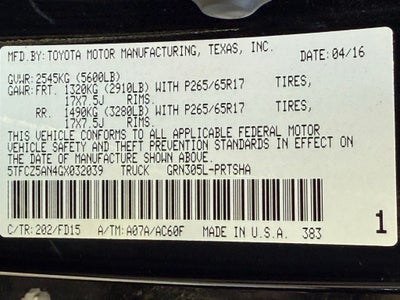 MFD.BY:TOYOTA MOTOR MANUFACTURING, TEXAS, INC. DATE:04/16
GVWR:2545KG (5600LB)
GAWR:FRT. 1320KG (2910LB) WITH P265/65R17 TIRES,
17X7.5J RIMS.
RR. 1490KG (3280LB) WITH P265/65R17 TIRES,
17X7.5J RIMS.
THIS VEHICLE CONFORMS TO ALL APPLICABLE FEDERAL MOTOR
VEHICLE SAFETY AND THEFT PREVENTION STANDARDS IN EFFECT ON
THE DATE OF MANUFACTURE SHOWN ABOVE.
5TFCZ5AN4GX032039 TRUCK GRN305L-PRTSHA
1
C/TR:202/FD15 A/TM:A07A/AC60F MADE IN U.S.A. 383